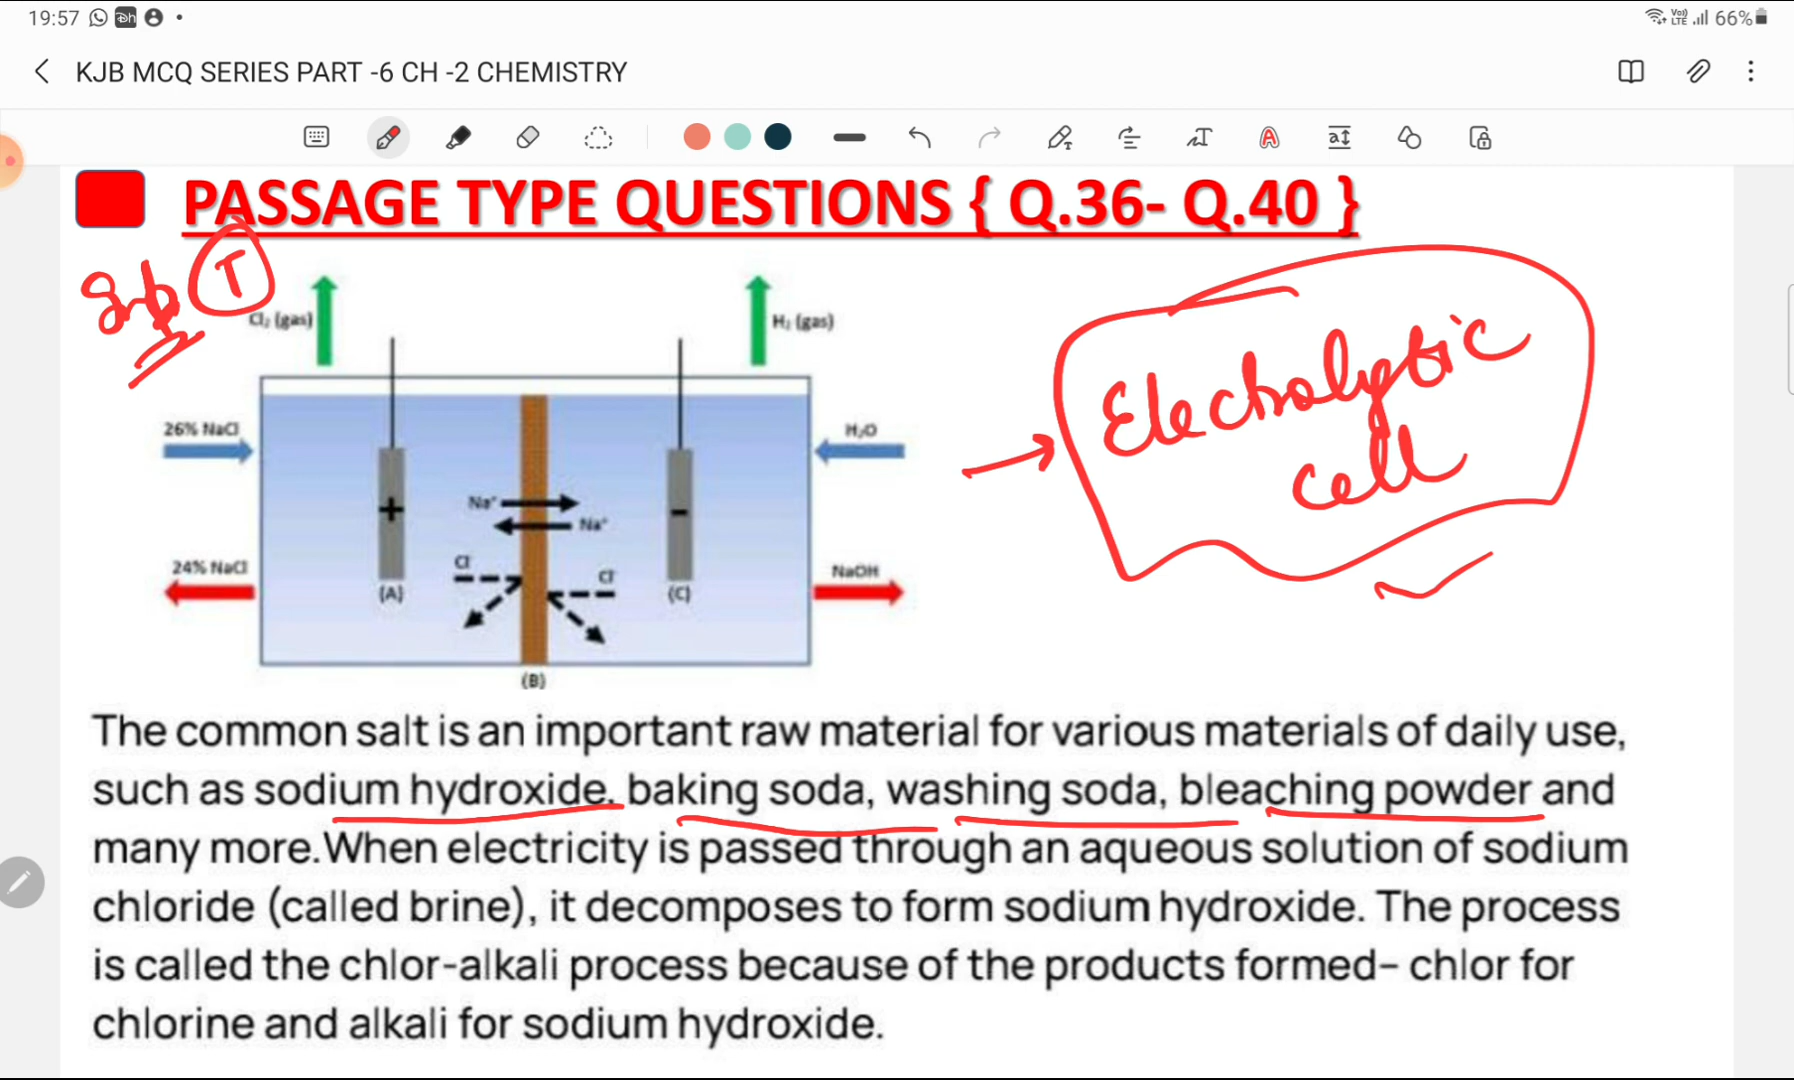 19:57
66%
KJB MCQ SERIES PART -6 CH -2 CHEMISTRY
PASSAGE TYPE QUESTIONS { Q.36- Q.40 }
Imp T
Cl₂ (gas)
H₂ (gas)
Electrolytic
cell
26% NaCl
H₂O
+
-
Na⁺
Na⁺
24% NaCl
Cl
Cl
NaOH
(A)
(C)
(B)
The common salt is an important raw material for various materials of daily use,
such as sodium hydroxide, baking soda, washing soda, bleaching powder and
many more.When electricity is passed through an aqueous solution of sodium
chloride (called brine), it decomposes to form sodium hydroxide. The process
is called the chlor-alkali process because of the products formed– chlor for
chlorine and alkali for sodium hydroxide.